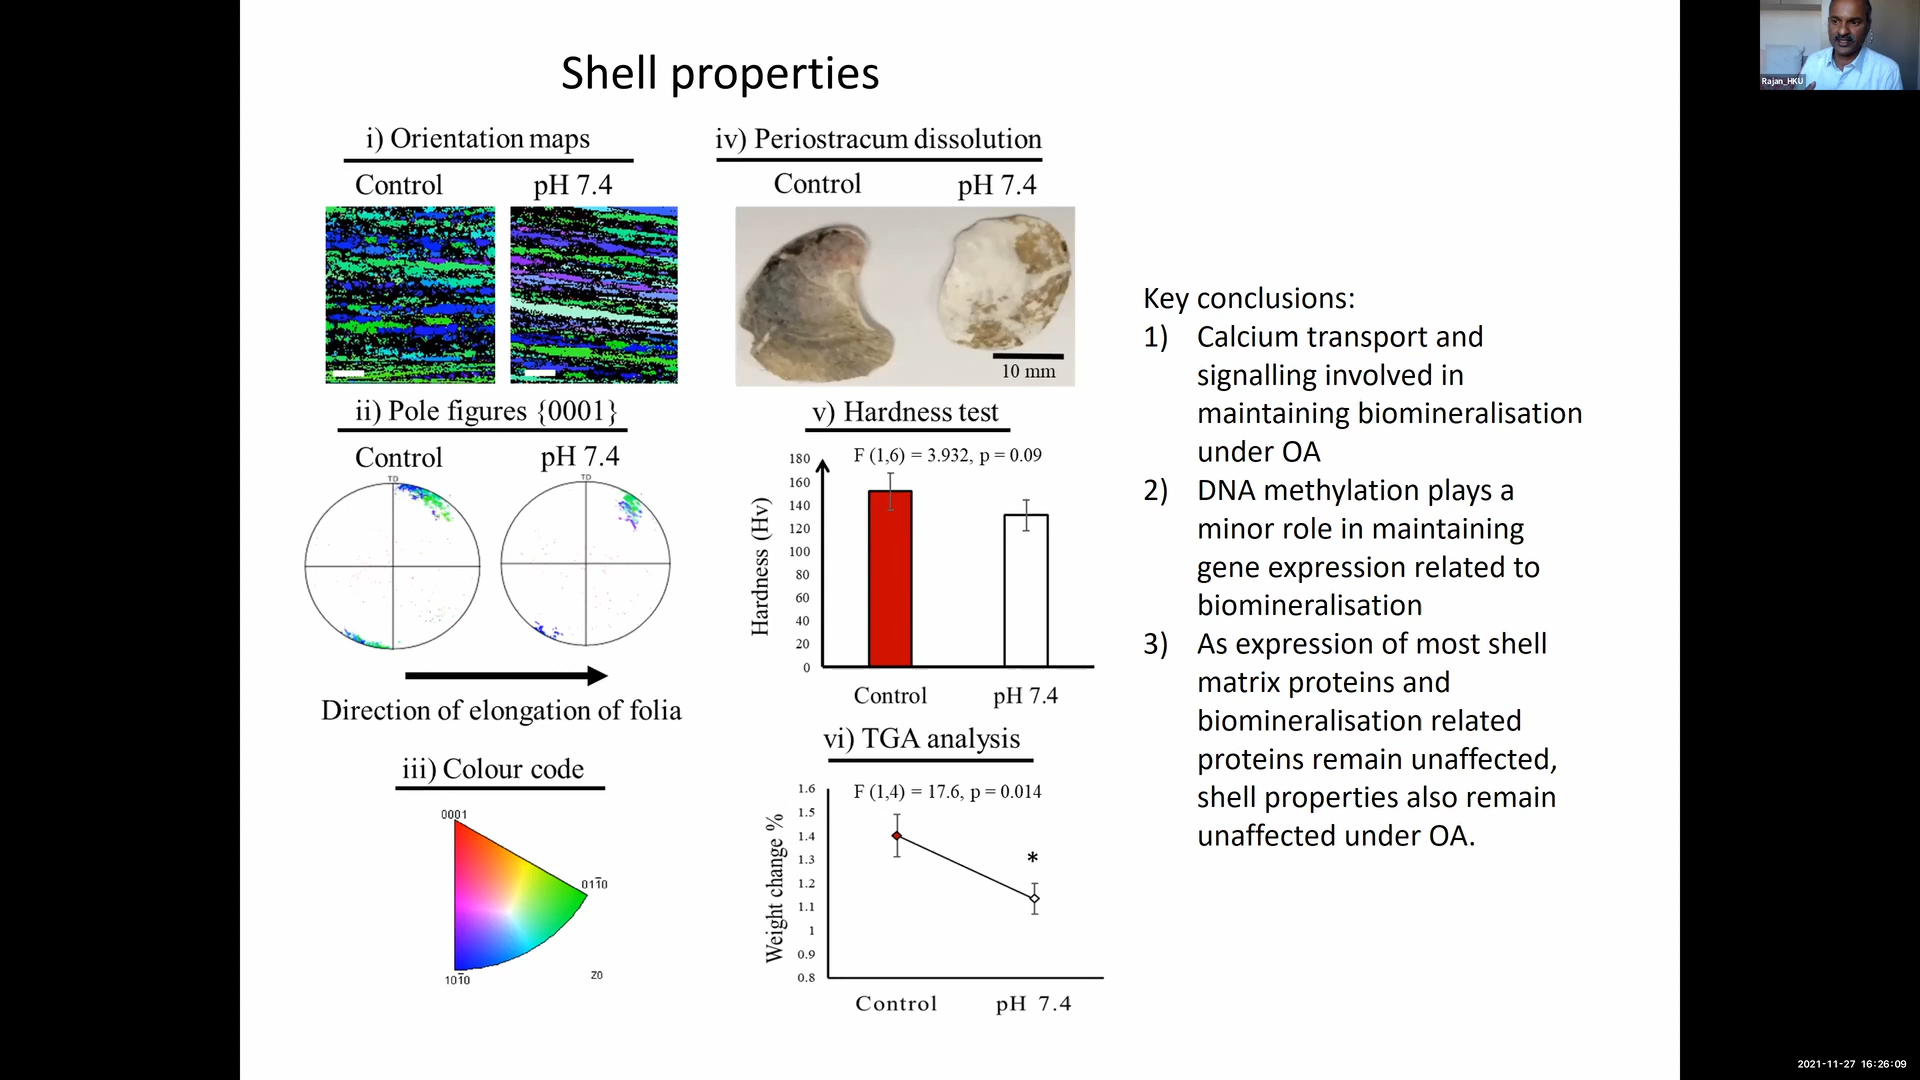 Shell properties
i) Orientation maps
Control
pH 7.4
ii) Pole figures {0001}
Control
pH 7.4
TD
TD
Direction of elongation of folia
iii) Colour code
0001
011̅0
101̅0
Z0
iv) Periostracum dissolution
Control
pH 7.4
10 mm
v) Hardness test
F (1,6) = 3.932, p = 0.09
Hardness (Hv)
180
160
140
120
100
80
60
40
20
0
Control
pH 7.4
vi) TGA analysis
F (1,4) = 17.6, p = 0.014
Weight change %
1.6
1.5
1.4
1.3
1.2
1.1
1
0.9
0.8
*
Control
pH 7.4
Key conclusions:
1) Calcium transport and
signalling involved in
maintaining biomineralisation
under OA
2) DNA methylation plays a
minor role in maintaining
gene expression related to
biomineralisation
3) As expression of most shell
matrix proteins and
biomineralisation related
proteins remain unaffected,
shell properties also remain
unaffected under OA.
Rajan_HKU
2021-11-27 16:26:09